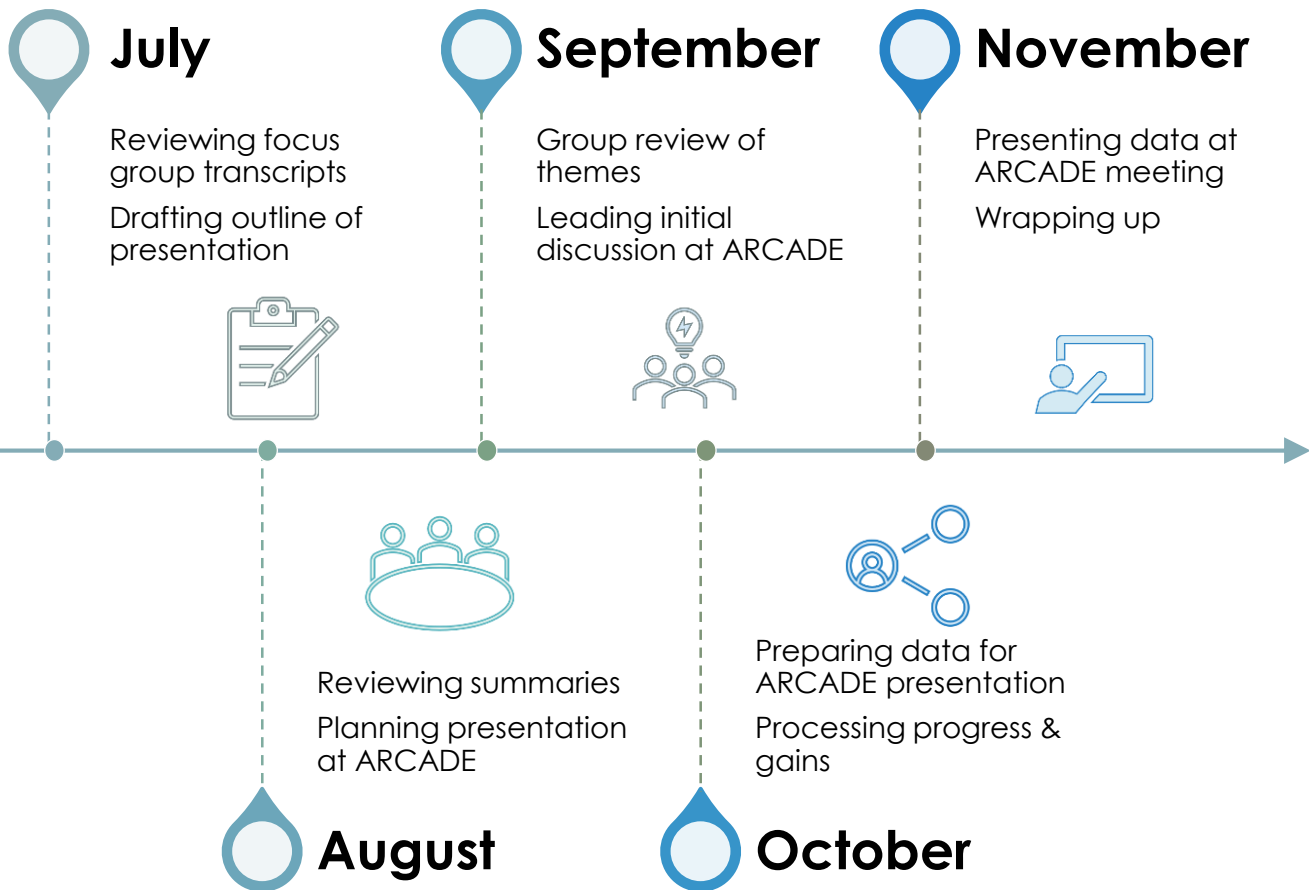 July
Reviewing focus
group transcripts
Drafting outline of
presentation
September
Group review of
themes
Leading initial
discussion at ARCADE
November
Presenting data at
ARCADE meeting
Wrapping up
Reviewing summaries
Planning presentation
at ARCADE
August
Preparing data for
ARCADE presentation
Processing progress &
gains
October